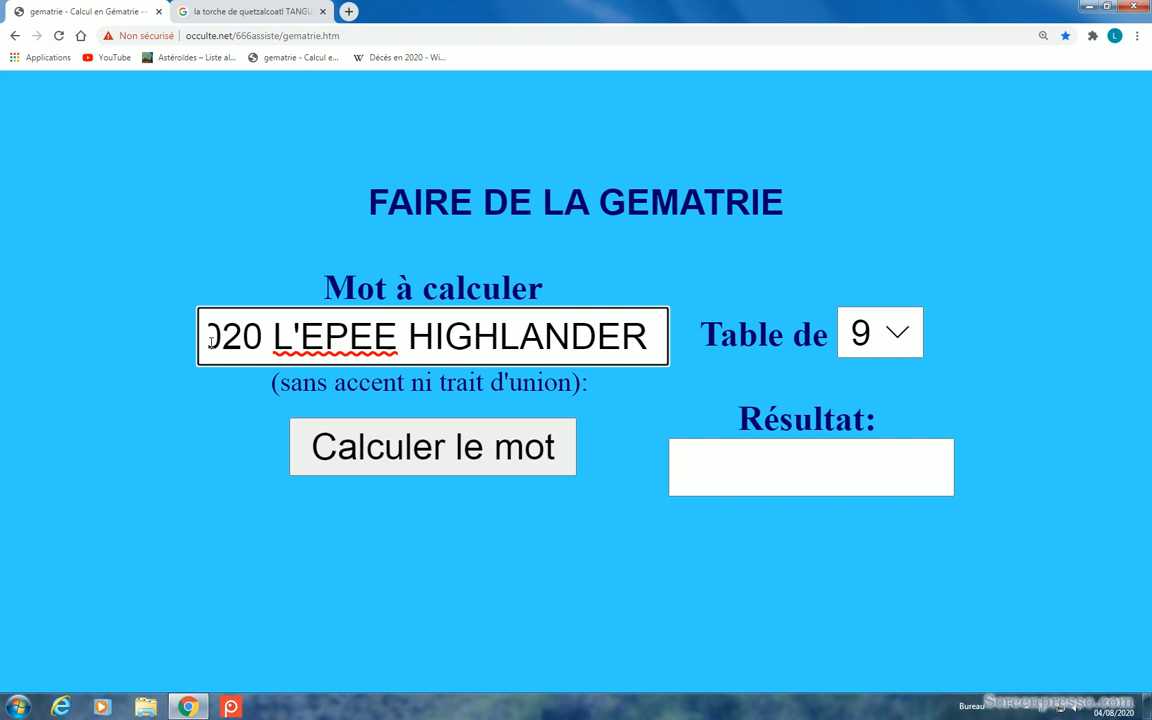 gematrie - Calcul en Gématrie -
la torche de quetzalcoatl TANGU
Non sécurisé occulte.net/666assiste/gematrie.htm
L
Applications YouTube Astéroïdes – Liste al... gematrie - Calcul e... W Décès en 2020 - Wi...
FAIRE DE LA GEMATRIE
Mot à calculer
020 L'EPEE HIGHLANDER
Table de 9
(sans accent ni trait d'union):
Résultat:
Calculer le mot
Bureau
Screenpresso.com
04/08/2020